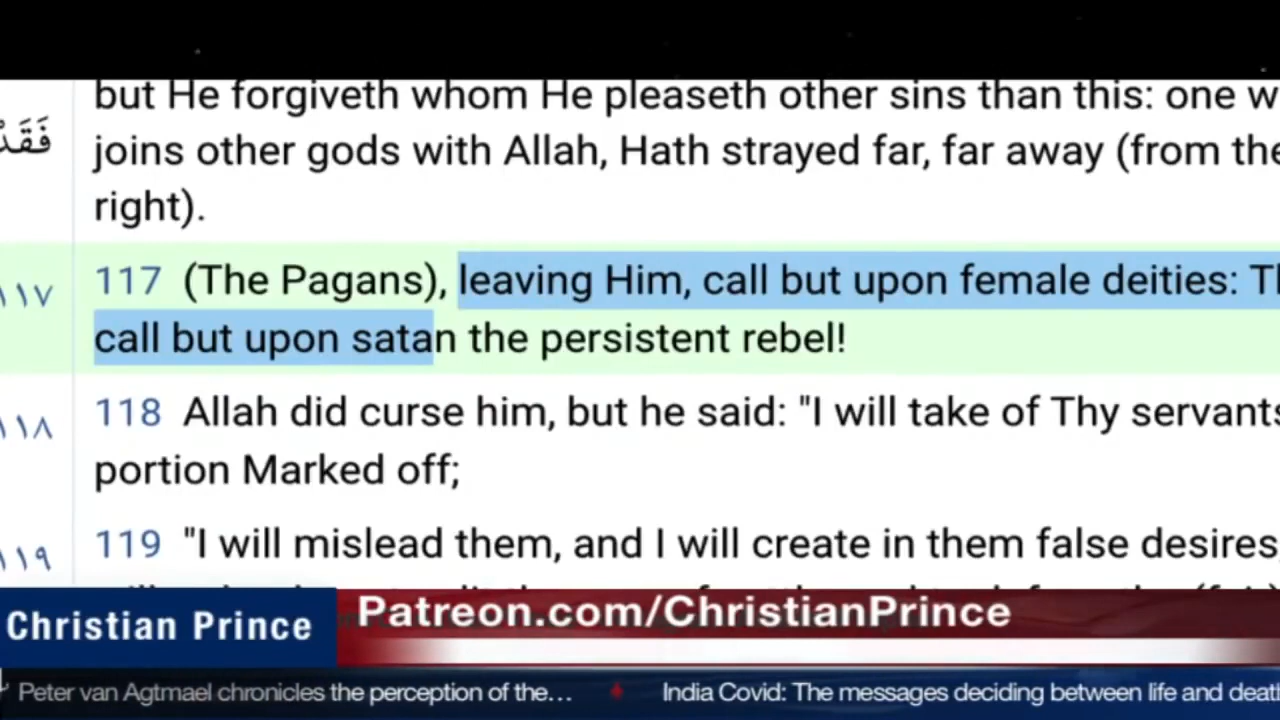 but He forgiveth whom He pleaseth other sins than this: one
joins other gods with Allah, Hath strayed far, far away (from
right).
١١٧
117 (The Pagans), leaving Him, call but upon female deities:
call but upon satan the persistent rebel!
١١٨
118 Allah did curse him, but he said: "I will take of Thy servants
portion Marked off;
١١٩
119 "I will mislead them, and I will create in them false desires,
Christian Prince
Patreon.com/ChristianPrince
Peter van Agtmael chronicles the perception of the...
India Covid: The messages deciding between life and